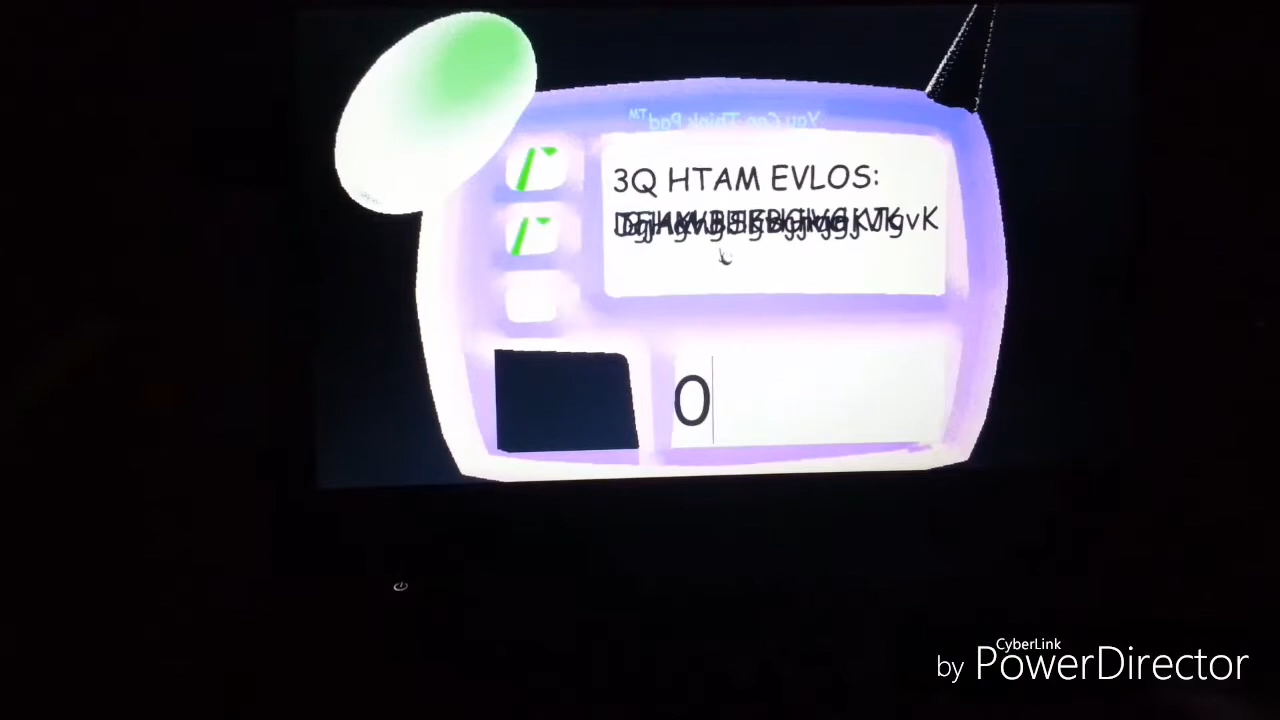 You Can Think Pad™
3Q HTAM EVLOS:
0
CyberLink
by PowerDirector